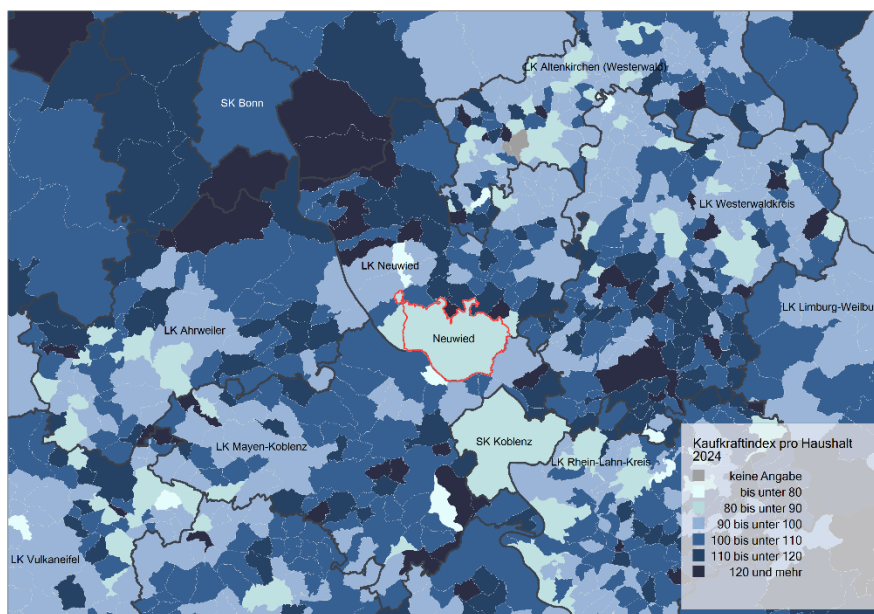 LK Altenkirchen (Westerwald)
SK Bonn
LK Westerwaldkreis
LK Neuwied
LK Limburg-Weilbu
LK Ahrweiler
Neuwied
SK Koblenz
LK Mayen-Koblenz
LK Rhein-Lahn-Kreis
LK Vulkaneifel
Kaufkraftindex pro Haushalt
2024
keine Angabe
bis unter 80
80 bis unter 90
90 bis unter 100
100 bis unter 110
110 bis unter 120
120 und mehr